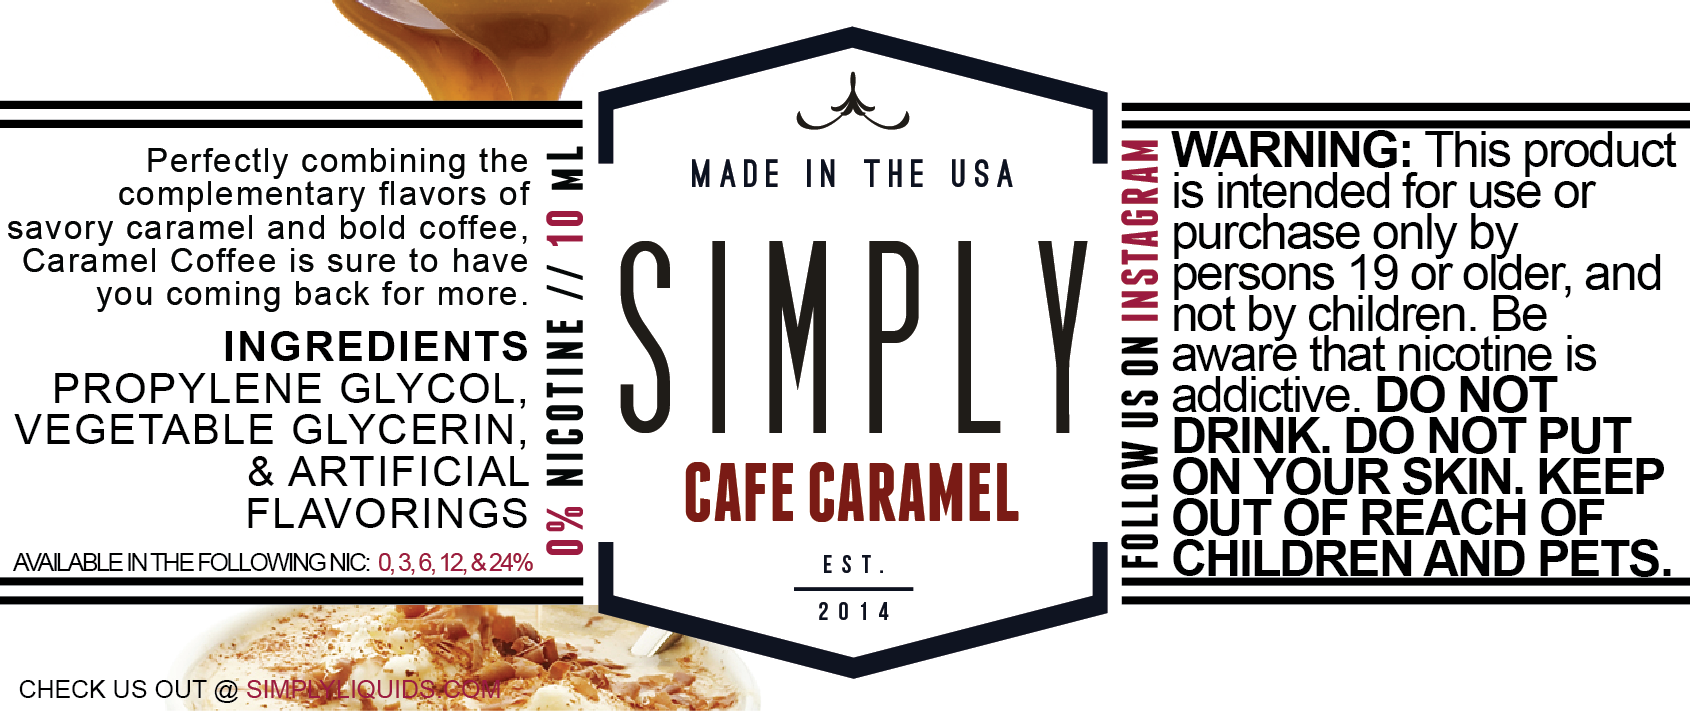 Perfectly combining the
complementary flavors of
savory caramel and bold coffee,
Caramel Coffee is sure to have
you coming back for more.
INGREDIENTS
PROPYLENE GLYCOL,
VEGETABLE GLYCERIN,
& ARTIFICIAL
FLAVORINGS
AVAILABLE IN THE FOLLOWING NIC: 0, 3, 6, 12, & 24%
CHECK US OUT @ SIMPLYLIQUIDS.COM
0% NICOTINE // 10 ML
MADE IN THE USA
SIMPLY
CAFE CARAMEL
EST.
2014
FOLLOW US ON INSTAGRAM
WARNING: This product
is intended for use or
purchase only by
persons 19 or older, and
not by children. Be
aware that nicotine is
addictive. DO NOT
DRINK. DO NOT PUT
ON YOUR SKIN. KEEP
OUT OF REACH OF
CHILDREN AND PETS.